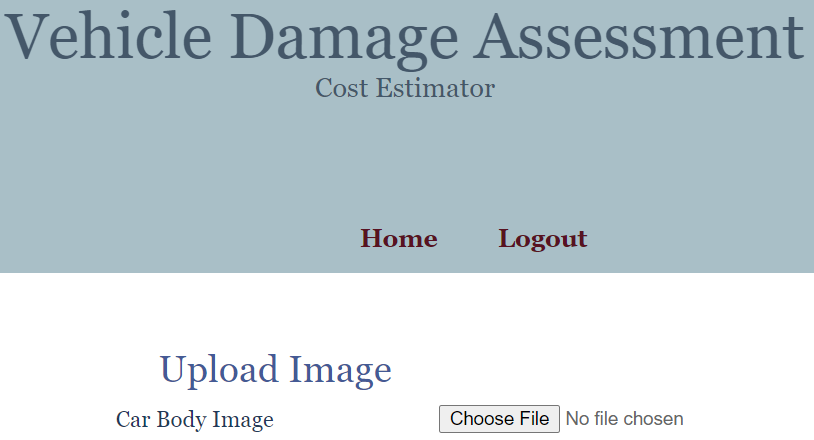 Vehicle Damage Assessment
Cost Estimator
Home Logout
Upload Image
Car Body Image Choose File No file chosen